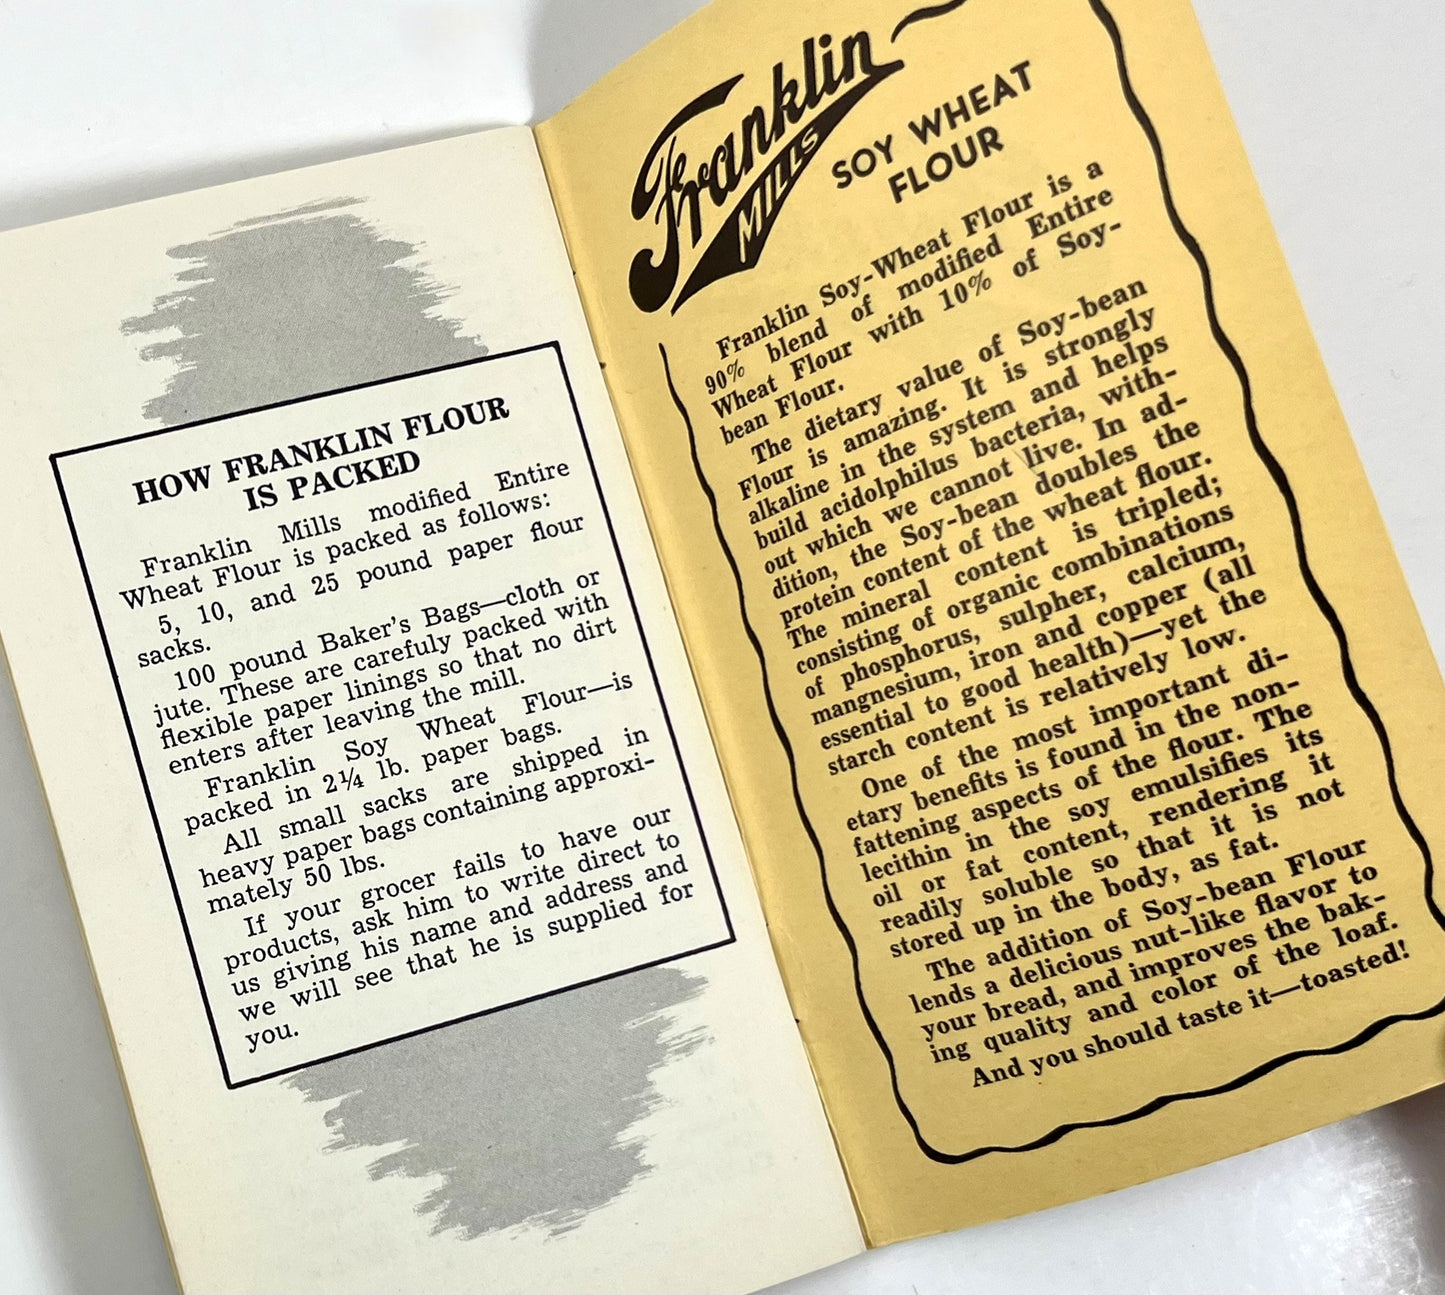 HOW FRANKLIN FLOUR
IS PACKED
Franklin Mills modified Entire
Wheat Flour is packed as follows:
5, 10, and 25 pound paper flour
sacks.
100 pound Baker's Bags—cloth or
jute. These are carefuly packed with
flexible paper linings so that no dirt
enters after leaving the mill.
Franklin Soy Wheat Flour—is
packed in 2¼ lb. paper bags.
All small sacks are shipped in
heavy paper bags containing approxi-
mately 50 lbs.
If your grocer fails to have our
products, ask him to write direct to
us giving his name and address and
we will see that he is supplied for
you.
Franklin
MILLS
SOY WHEAT
FLOUR
Franklin Soy-Wheat Flour is a
90% blend of modified Entire
Wheat Flour with 10% of Soy-
bean Flour.
The dietary value of Soy-bean
Flour is amazing. It is strongly
alkaline in the system and helps
build acidolphilus bacteria, with-
out which we cannot live. In ad-
dition, the Soy-bean doubles the
protein content of the wheat flour.
The mineral content is tripled;
consisting of organic combinations
of phosphorus, sulpher, calcium,
mangnesium, iron and copper (all
essential to good health)—yet the
starch content is relatively low.
One of the most important di-
etary benefits is found in the non-
fattening aspects of the flour. The
lecithin in the soy emulsifies its
oil or fat content, rendering it
readily soluble so that it is not
stored up in the body, as fat.
The addition of Soy-bean Flour
lends a delicious nut-like flavor to
your bread, and improves the bak-
ing quality and color of the loaf.
And you should taste it—toasted!